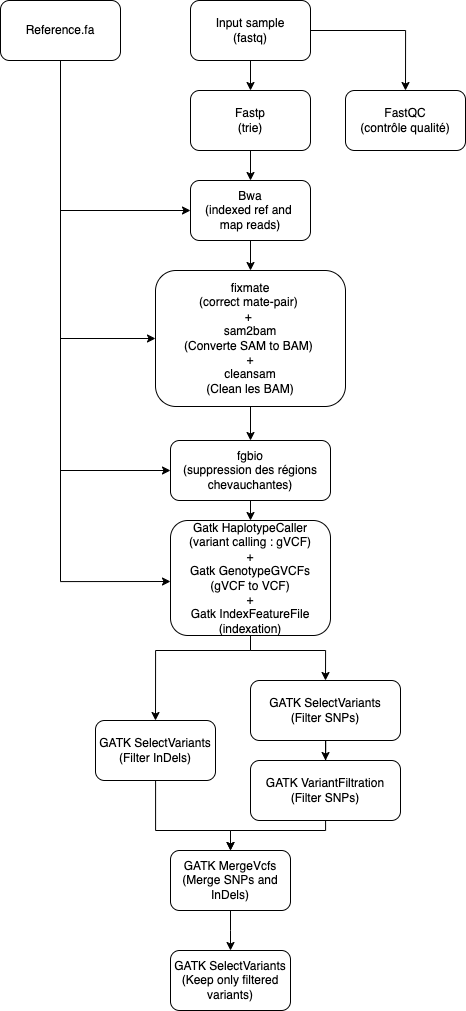 Reference.fa
Input sample
(fastq)
Fastp
(trie)
FastQC
(contrôle qualité)
Bwa
(indexed ref and
map reads)
fixmate
(correct mate-pair)
+
sam2bam
(Converte SAM to BAM)
+
cleansam
(Clean les BAM)
fgbio
(suppression des régions
chevauchantes)
Gatk HaplotypeCaller
(variant calling : gVCF)
+
Gatk GenotypeGVCFs
(gVCF to VCF)
+
Gatk IndexFeatureFile
(indexation)
GATK SelectVariants
(Filter SNPs)
GATK SelectVariants
(Filter InDels)
GATK VariantFiltration
(Filter SNPs)
GATK MergeVcfs
(Merge SNPs and
InDels)
GATK SelectVariants
(Keep only filtered
variants)